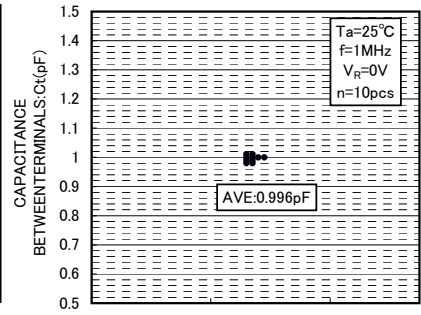 1.5
1.4
1.3
1.2
1.1
1
0.9
0.8
0.7
0.6
0.5
CAPACITANCE
BETWEENTERMINALS:Ct(pF)
Ta=25℃
f=1MHz
VR=0V
n=10pcs
AVE:0.996pF